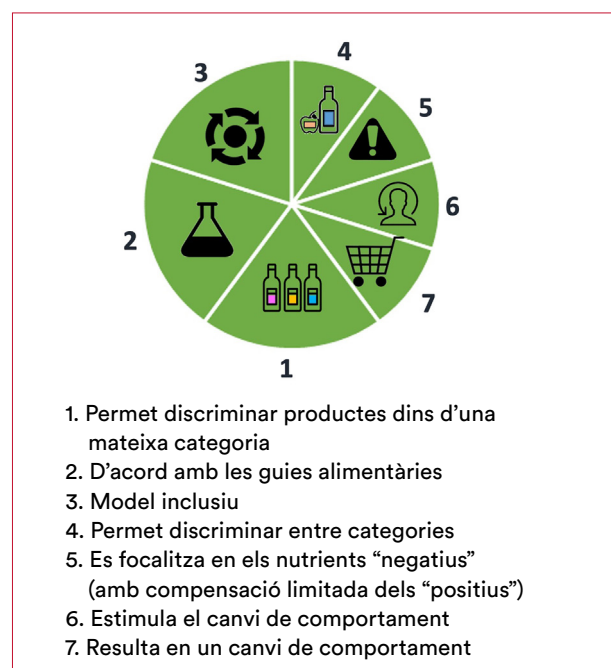 3
4
5
2
6
7
1
1. Permet discriminar productes dins d’una
mateixa categoria
2. D’acord amb les guies alimentàries
3. Model inclusiu
4. Permet discriminar entre categories
5. Es focalitza en els nutrients “negatius”
(amb compensació limitada dels “positius”)
6. Estimula el canvi de comportament
7. Resulta en un canvi de comportament